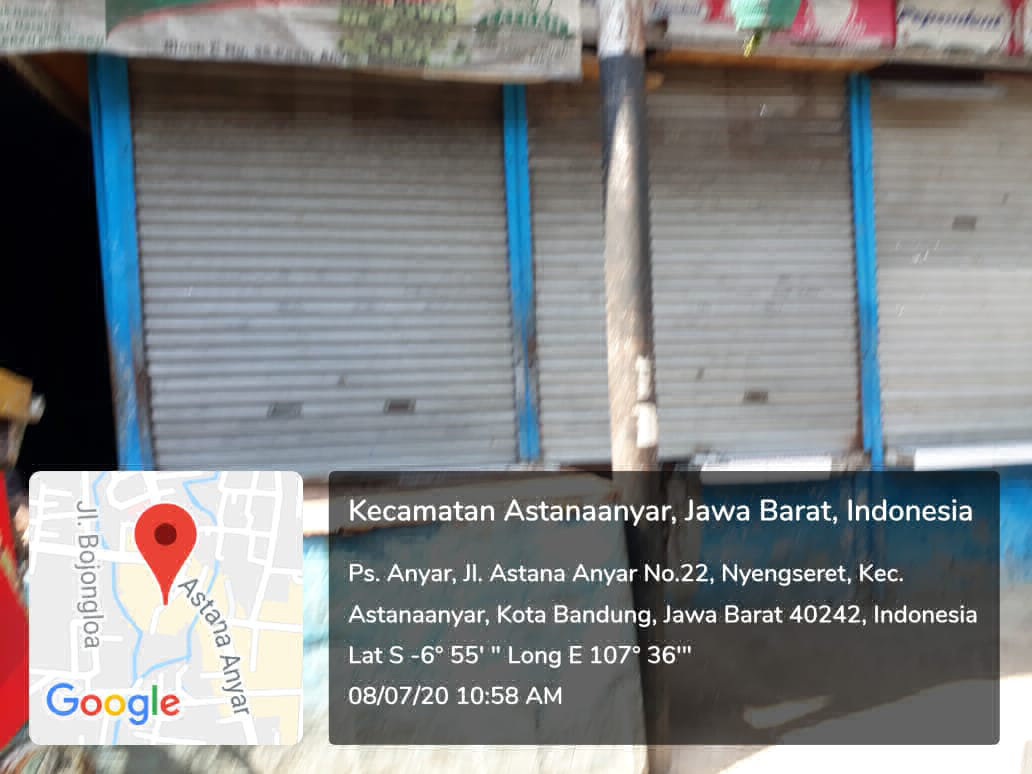 Pepsodent
Kecamatan Astanaanyar, Jawa Barat, Indonesia
Ps. Anyar, Jl. Astana Anyar No.22, Nyengseret, Kec.
Astanaanyar, Kota Bandung, Jawa Barat 40242, Indonesia
Lat S -6° 55' " Long E 107° 36'"
08/07/20 10:58 AM
Jl. Bojongloa
Astana Anyar
Google